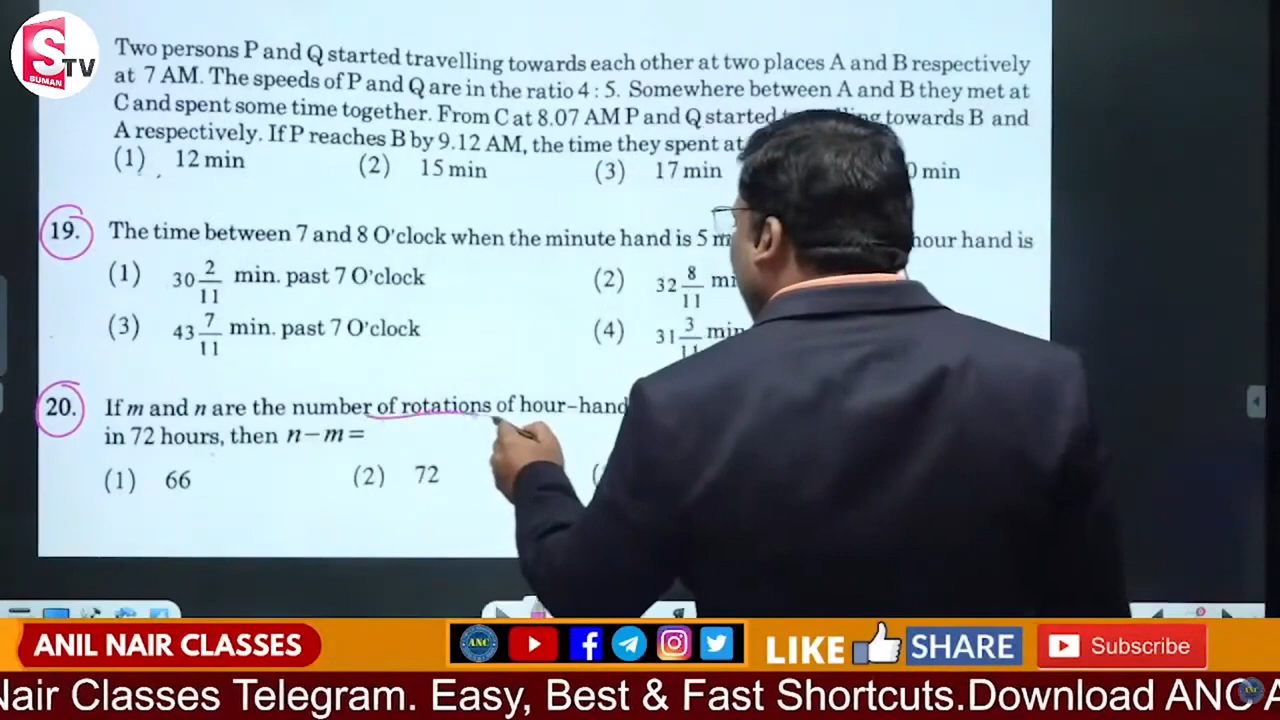 STV
SUMAN
Two persons P and Q started travelling towards each other at two places A and B respectively
at 7 AM. The speeds of P and Q are in the ratio 4 : 5. Somewhere between A and B they met at
C and spent some time together. From C at 8.07 AM P and Q started towards B and
A respectively. If P reaches B by 9.12 AM, the time they spent at
(1) 12 min (2) 15 min (3) 17 min min
19. The time between 7 and 8 O'clock when the minute hand is 5 hour hand is
(1) 30 2/11 min. past 7 O'clock (2) 32 8/11
(3) 43 7/11 min. past 7 O'clock (4) 31 3/11 min
20. If m and n are the number of rotations of hour-hand
in 72 hours, then n-m=
(1) 66 (2) 72
ANIL NAIR CLASSES ANC LIKE SHARE Subscribe
Nair Classes Telegram. Easy, Best & Fast Shortcuts.Download ANC